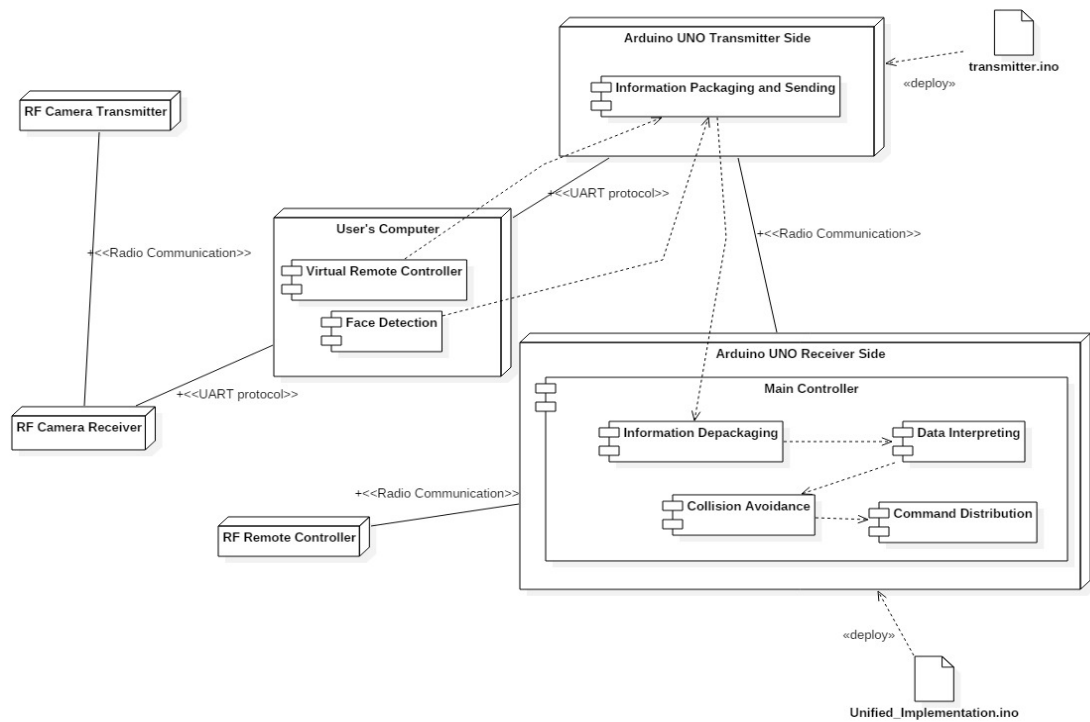 Arduino UNO Transmitter Side
transmitter.ino
«deploy»
Information Packaging and Sending
RF Camera Transmitter
+<<UART protocol>>
User's Computer
+<<Radio Communication>>
+<<Radio Communication>>
Virtual Remote Controller
Face Detection
Arduino UNO Receiver Side
Main Controller
+<<UART protocol>>
RF Camera Receiver
Information Depackaging
Data Interpreting
+<<Radio Communication>>
Collision Avoidance
Command Distribution
RF Remote Controller
«deploy»
Unified_Implementation.ino